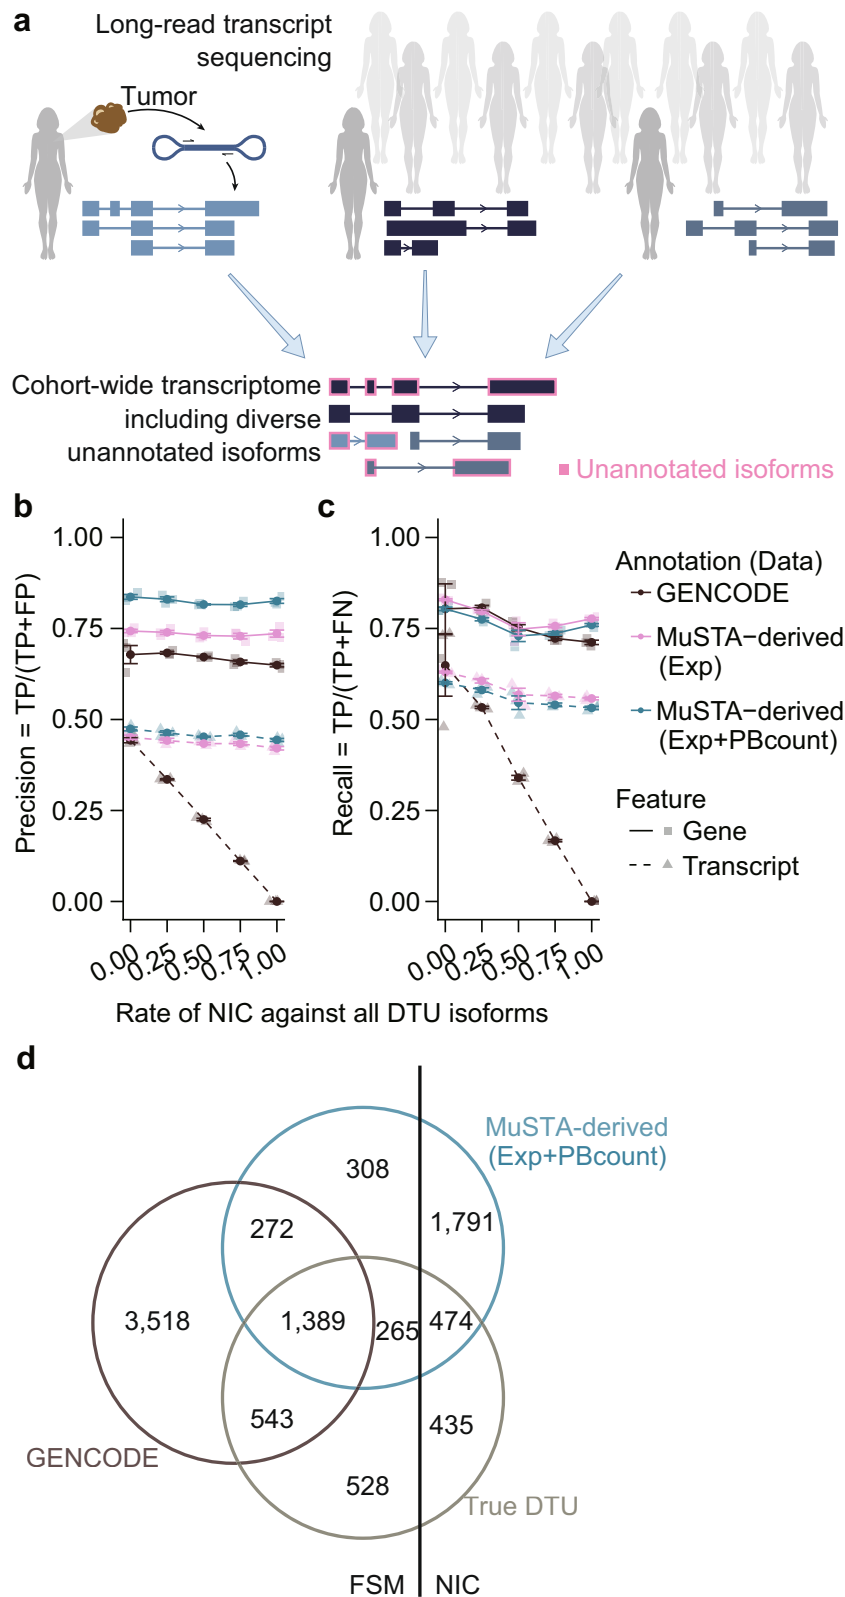 a
Long-read transcript
sequencing
Tumor
Cohort-wide transcriptome
including diverse
unannotated isoforms
Unannotated isoforms
b
1.00
0.75
0.50
0.25
0.00
Precision = TP/(TP+FP)
0.00
0.25
0.50
0.75
1.00
c
1.00
0.75
0.50
0.25
0.00
Recall = TP/(TP+FN)
0.00
0.25
0.50
0.75
1.00
Rate of NIC against all DTU isoforms
Annotation (Data)
GENCODE
MuSTA−derived
(Exp)
MuSTA−derived
(Exp+PBcount)
Feature
Gene
Transcript
d
MuSTA-derived
(Exp+PBcount)
308
1,791
272
3,518
1,389
265
474
543
435
GENCODE
528
True DTU
FSM
NIC